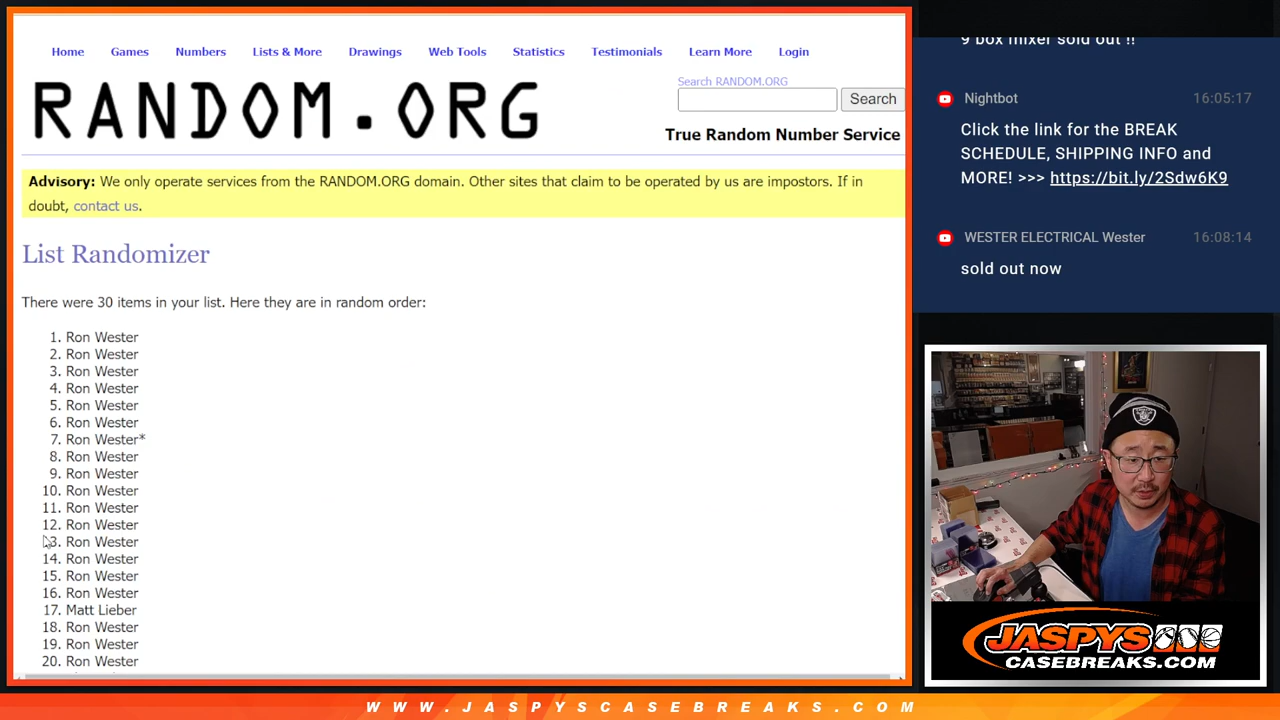 Home Games Numbers Lists & More Drawings Web Tools Statistics Testimonials Learn More Login
RANDOM.ORG
Search RANDOM.ORG
Search
True Random Number Service
Advisory: We only operate services from the RANDOM.ORG domain. Other sites that claim to be operated by us are impostors. If in
doubt, contact us.
List Randomizer
There were 30 items in your list. Here they are in random order:
1. Ron Wester
2. Ron Wester
3. Ron Wester
4. Ron Wester
5. Ron Wester
6. Ron Wester
7. Ron Wester*
8. Ron Wester
9. Ron Wester
10. Ron Wester
11. Ron Wester
12. Ron Wester
13. Ron Wester
14. Ron Wester
15. Ron Wester
16. Ron Wester
17. Matt Lieber
18. Ron Wester
19. Ron Wester
20. Ron Wester
9 box mixer sold out !!
Nightbot 16:05:17
Click the link for the BREAK
SCHEDULE, SHIPPING INFO and
MORE! >>> https://bit.ly/2Sdw6K9
WESTER ELECTRICAL Wester 16:08:14
sold out now
JASPYS
CASEBREAKS.COM
WWW.JASPYSCASEBREAKS.COM